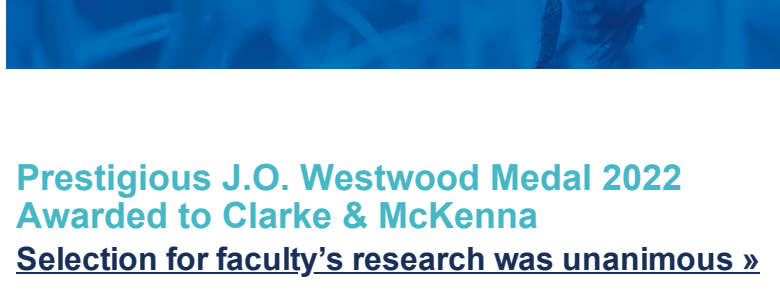 Prestigious J.O. Westwood Medal 2022
Awarded to Clarke & McKenna
Selection for faculty’s research was unanimous »